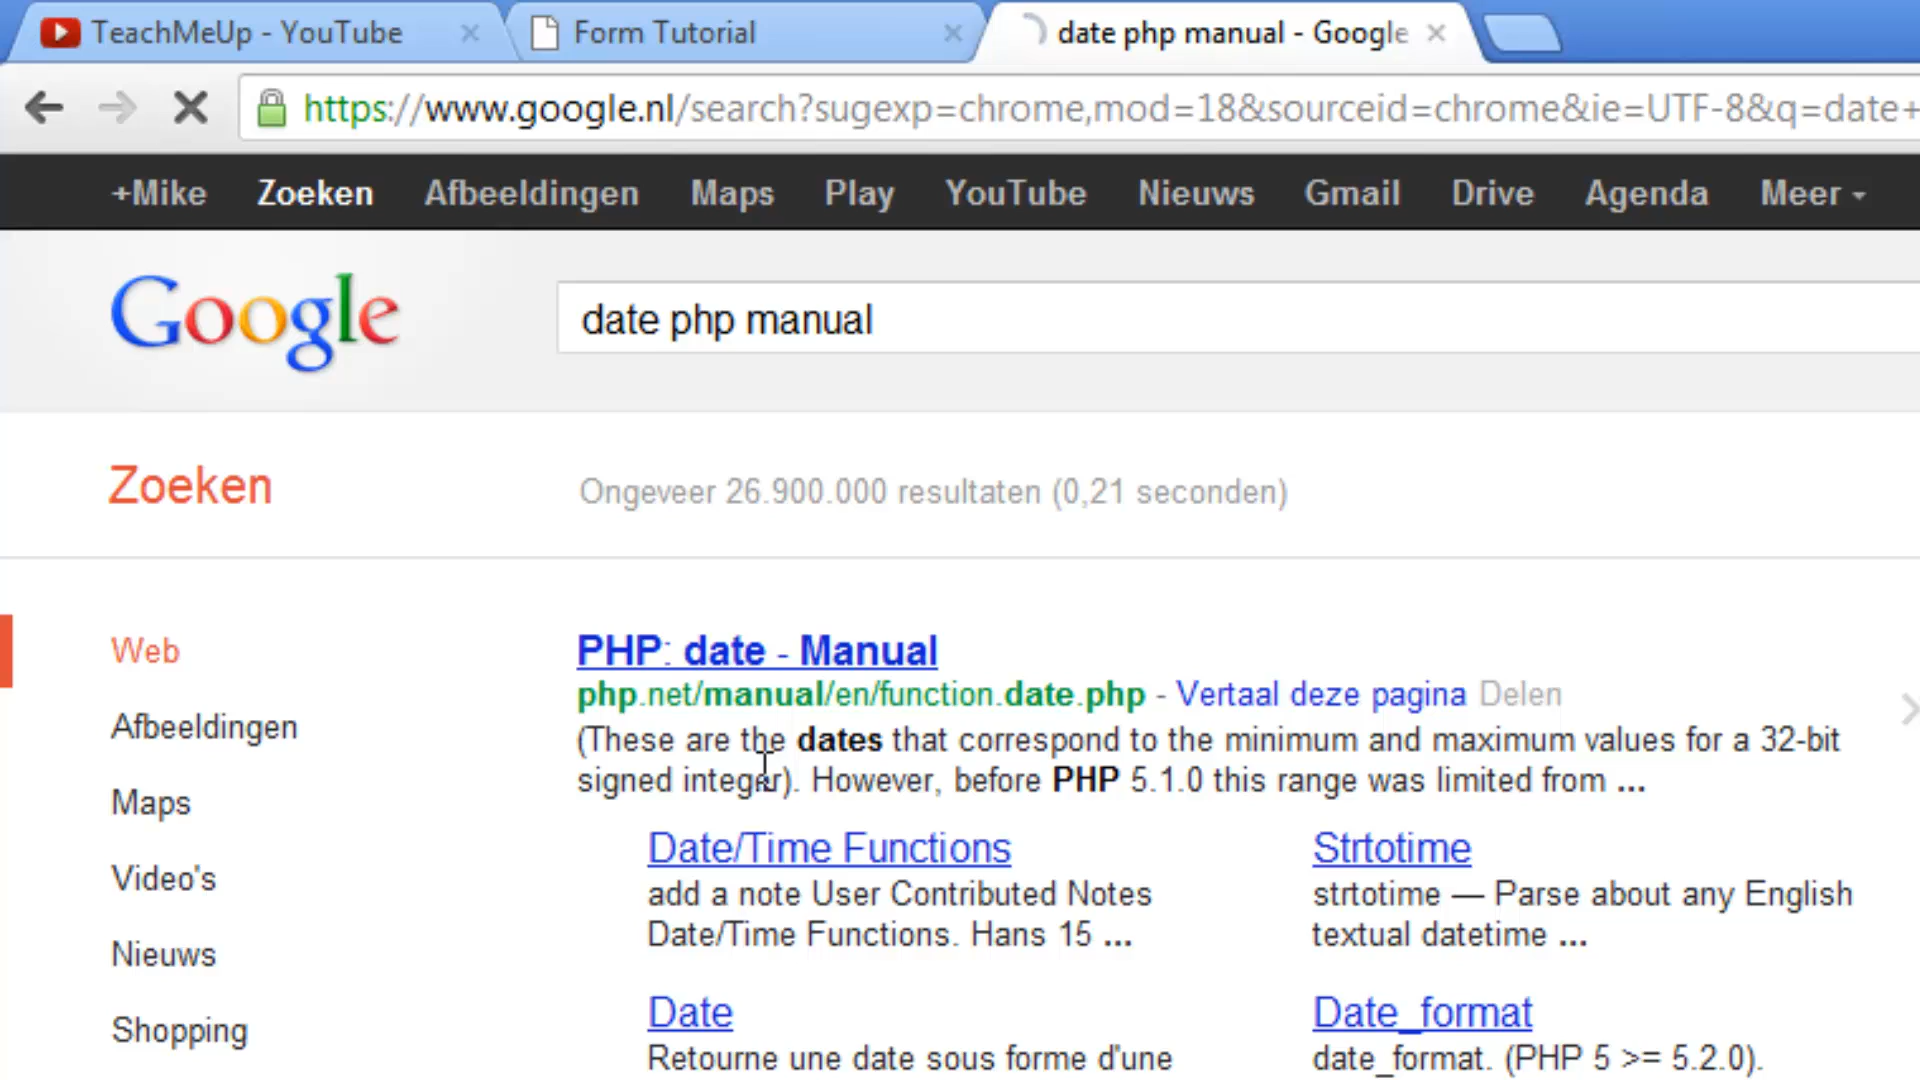 TeachMeUp - YouTube
Form Tutorial
date php manual - Google
https://www.google.nl/search?sugexp=chrome,mod=18&sourceid=chrome&ie=UTF-8&q=date+
+Mike Zoeken Afbeeldingen Maps Play YouTube Nieuws Gmail Drive Agenda Meer
Google
date php manual
Zoeken
Ongeveer 26.900.000 resultaten (0,21 seconden)
Web
Afbeeldingen
Maps
Video's
Nieuws
Shopping
PHP: date - Manual
php.net/manual/en/function.date.php - Vertaal deze pagina Delen
(These are the dates that correspond to the minimum and maximum values for a 32-bit
signed integer). However, before PHP 5.1.0 this range was limited from ...
Date/Time Functions
add a note User Contributed Notes
Date/Time Functions. Hans 15 ...
Strtotime
strtotime — Parse about any English
textual datetime ...
Date
Retourne une date sous forme d'une
Date_format
date_format. (PHP 5 >= 5.2.0).